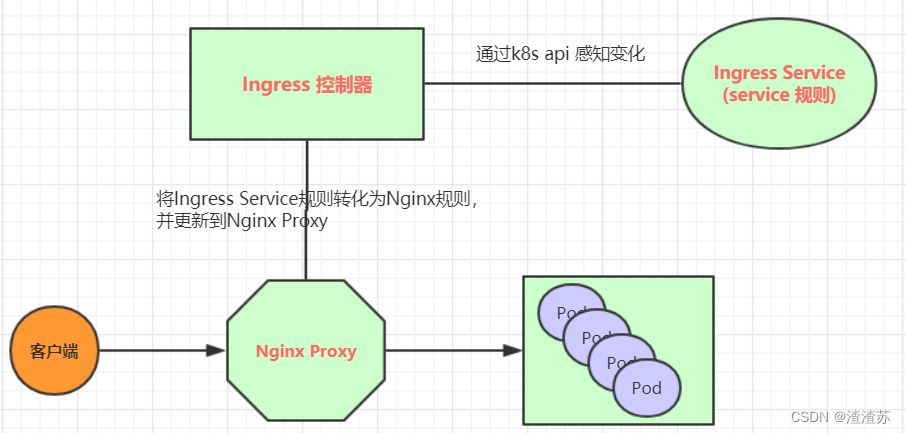 通过k8s api 感知变化
Ingress 控制器
Ingress Service
(service 规则)
将Ingress Service规则转化为Nginx规则，
并更新到Nginx Proxy
客户端
Nginx Proxy
Pod
Pod
Pod
Pod
CSDN @渣渣苏